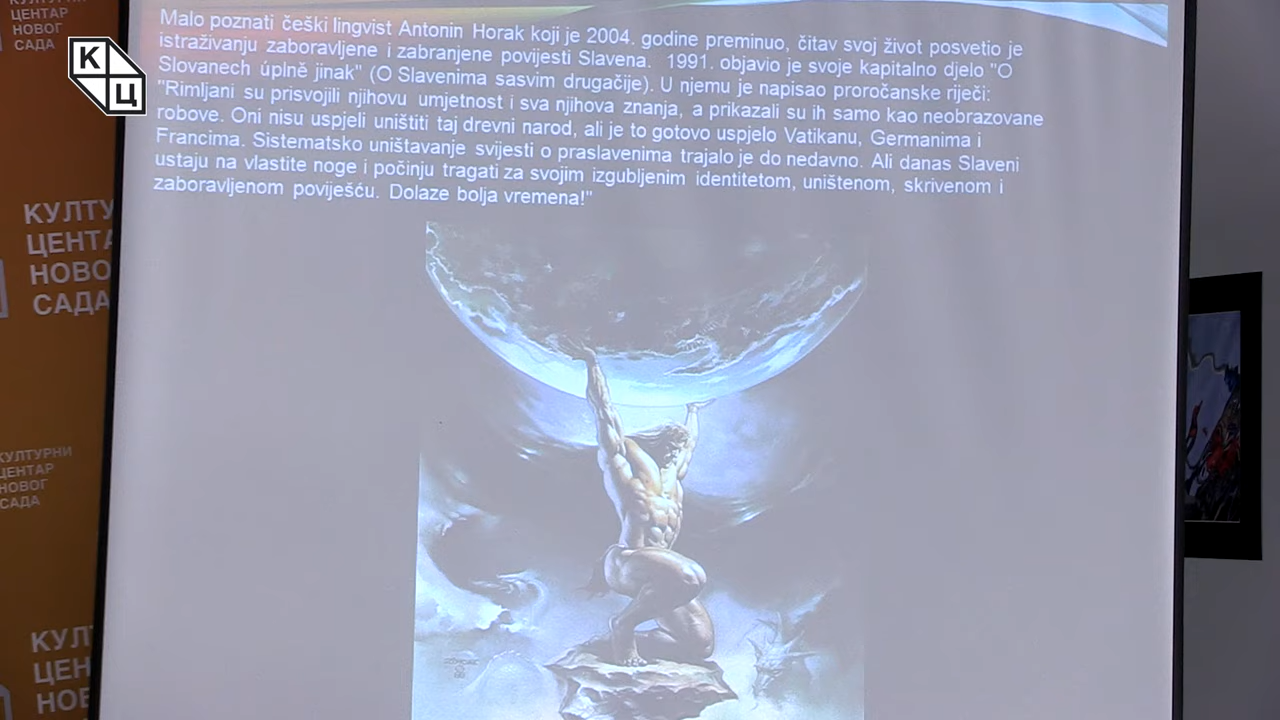 КУЛТУРНИ
ЦЕНТАР
НОВОГ
САДА
К
Ц
Malo poznati češki lingvist Antonin Horak koji je 2004. godine preminuo, čitav svoj život posvetio je
istraživanju zaboravljene i zabranjene povijesti Slavena. 1991. objavio je svoje kapitalno djelo "O
Slovanech úplně jinak" (O Slavenima sasvim drugačije). U njemu je napisao proročanske riječi:
"Rimljani su prisvojili njihovu umjetnost i sva njihova znanja, a prikazali su ih samo kao neobrazovane
robove. Oni nisu uspjeli uništiti taj drevni narod, ali je to gotovo uspjelo Vatikanu, Germanima i
Francima. Sistematsko uništavanje svijesti o praslavenima trajalo je do nedavno. Ali danas Slaveni
ustaju na vlastite noge i počinju tragati za svojim izgubljenim identitetom, uništenom, skrivenom i
zaboravljenom poviješću. Dolaze bolja vremena!"
КУЛТУ
ЦЕНТА
НОВО
САДА
КУЛТУРНИ
ЦЕНТАР
НОВОГ
САДА
КУЛ
ЦЕН
НОВ